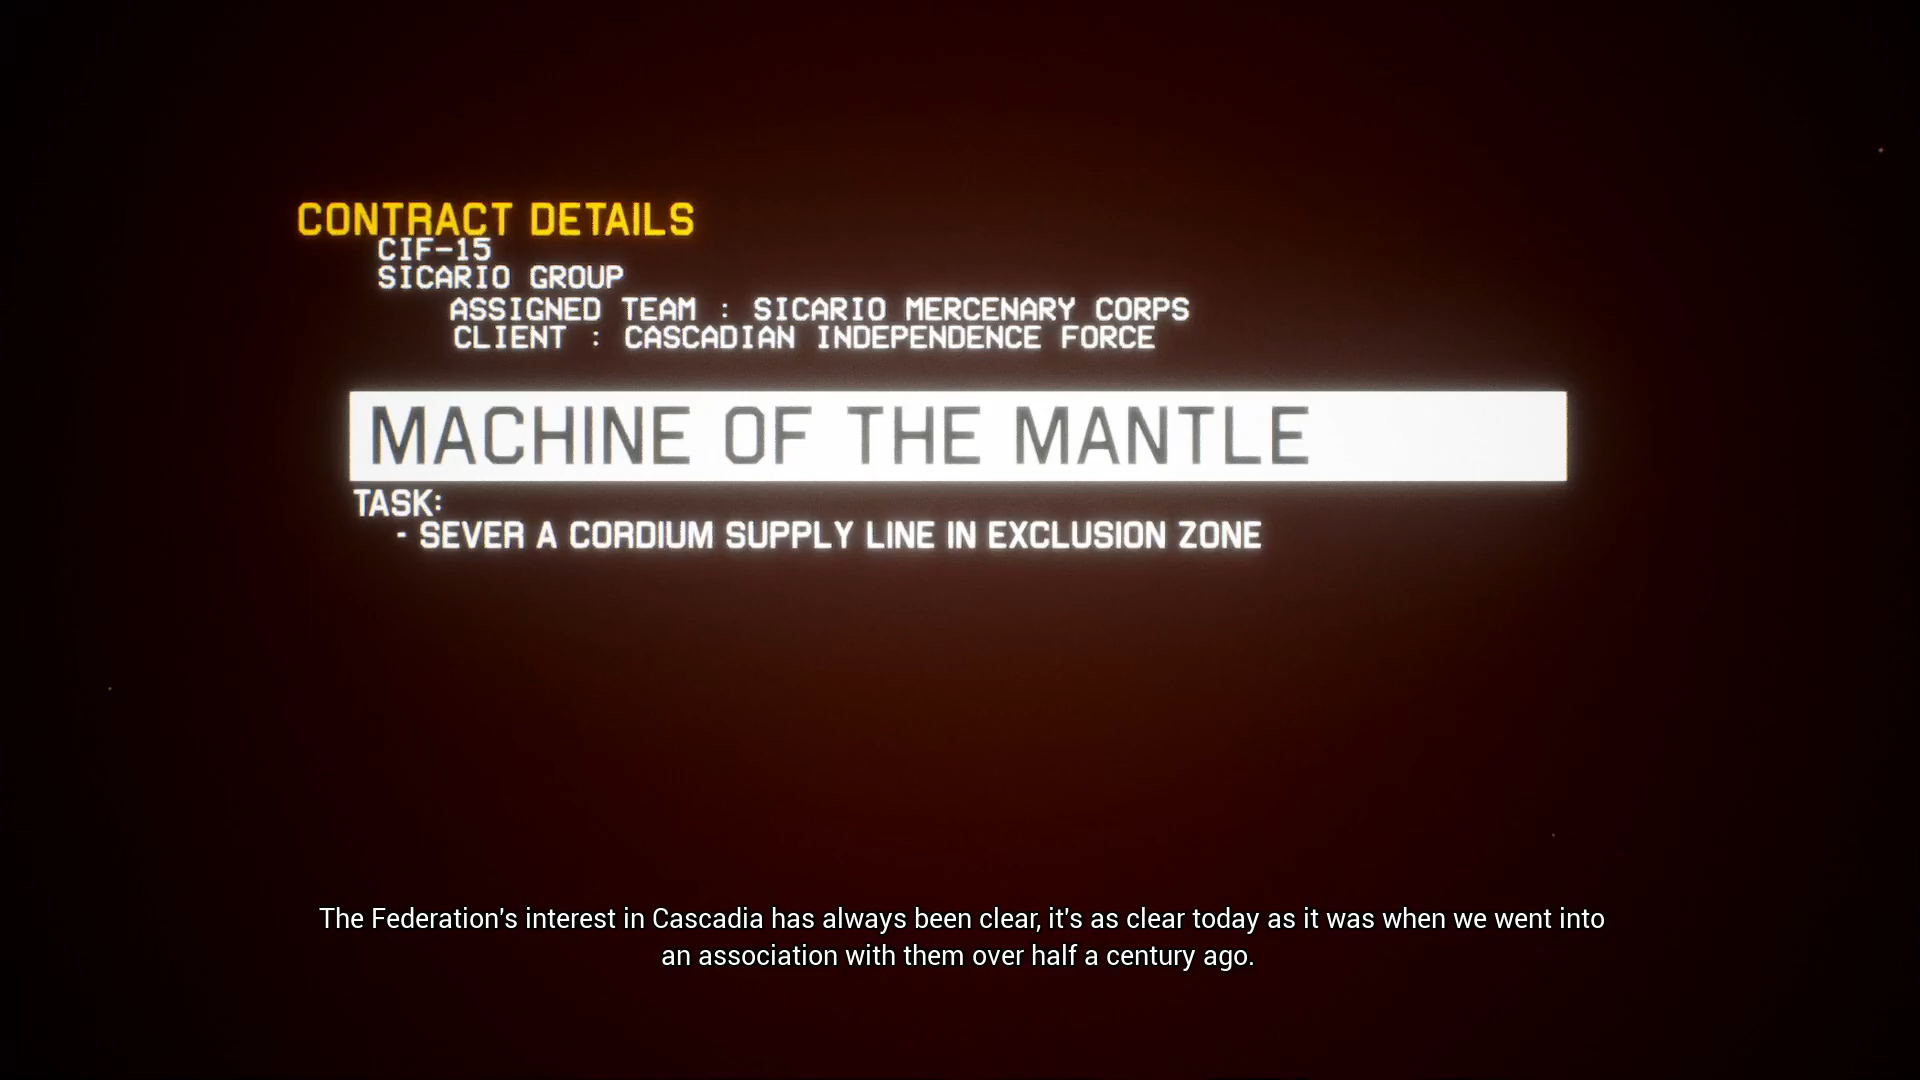 CONTRACT DETAILS
CIF-15
SICARIO GROUP
ASSIGNED TEAM : SICARIO MERCENARY CORPS
CLIENT : CASCADIAN INDEPENDENCE FORCE
MACHINE OF THE MANTLE
TASK:
- SEVER A CORDIUM SUPPLY LINE IN EXCLUSION ZONE
The Federation's interest in Cascadia has always been clear, it's as clear today as it was when we went into
an association with them over half a century ago.